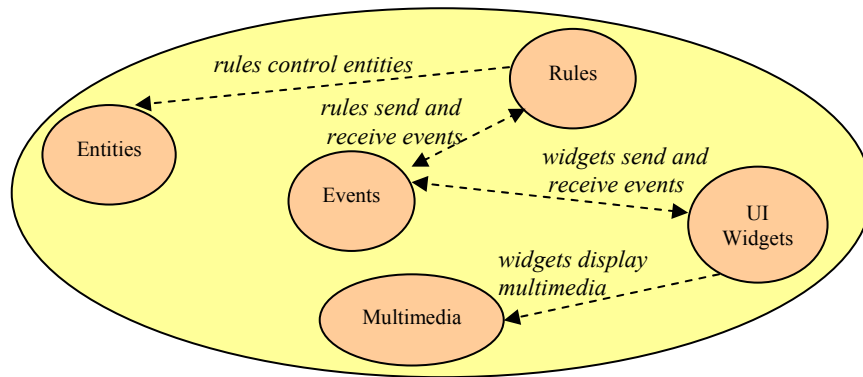 rules control entities
Rules
rules send and
receive events
Entities
widgets send and
receive events
Events
UI
Widgets
widgets display
multimedia
Multimedia